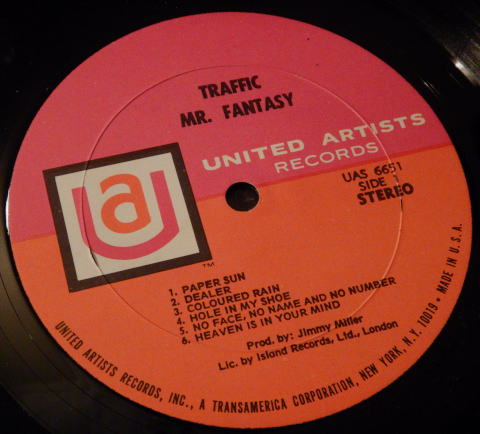 TRAFFIC
MR. FANTASY
UNITED ARTISTS
RECORDS
UAS 6651
SIDE 1
STEREO
ua
TM
1. PAPER SUN
2. DEALER
3. COLOURED RAIN
4. HOLE IN MY SHOE
5. NO FACE, NO NAME AND NO NUMBER
6. HEAVEN IS IN YOUR MIND
Prod. by: Jimmy Miller
Lic. by Island Records, Ltd., London
UNITED ARTISTS RECORDS, INC., A TRANSAMERICA CORPORATION, NEW YORK, N.Y. 10019 • MADE IN U.S.A.